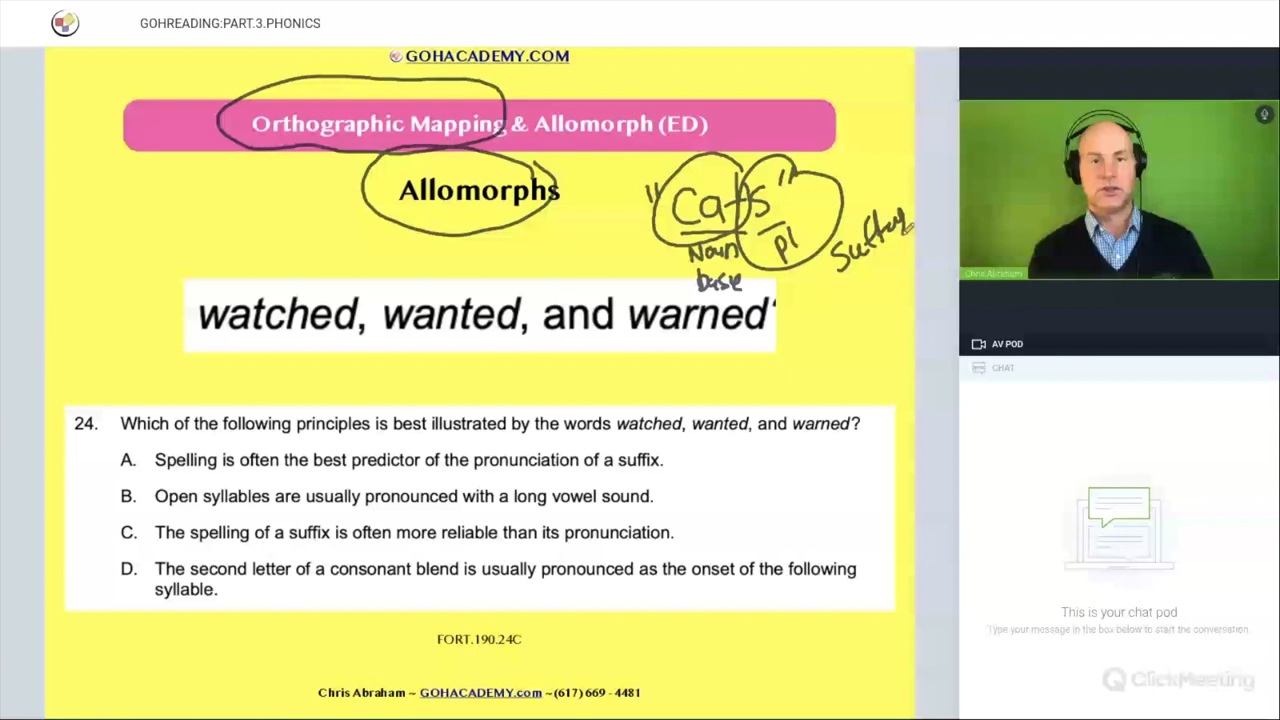 GOHREADING:PART.3.PHONICS
GOHACADEMY.COM
Orthographic Mapping & Allomorph (ED)
Allomorphs
"Cats"
Noun pl
base
suffix
watched, wanted, and warned'
24. Which of the following principles is best illustrated by the words watched, wanted, and warned?
A. Spelling is often the best predictor of the pronunciation of a suffix.
B. Open syllables are usually pronounced with a long vowel sound.
C. The spelling of a suffix is often more reliable than its pronunciation.
D. The second letter of a consonant blend is usually pronounced as the onset of the following
syllable.
FORT.190.24C
Chris Abraham ~ GOHACADEMY.com ~ (617) 669 - 4481
Chris Abraham
AV POD
CHAT
This is your chat pod
Type your message in the box below to start the conversation.
ClickMeeting